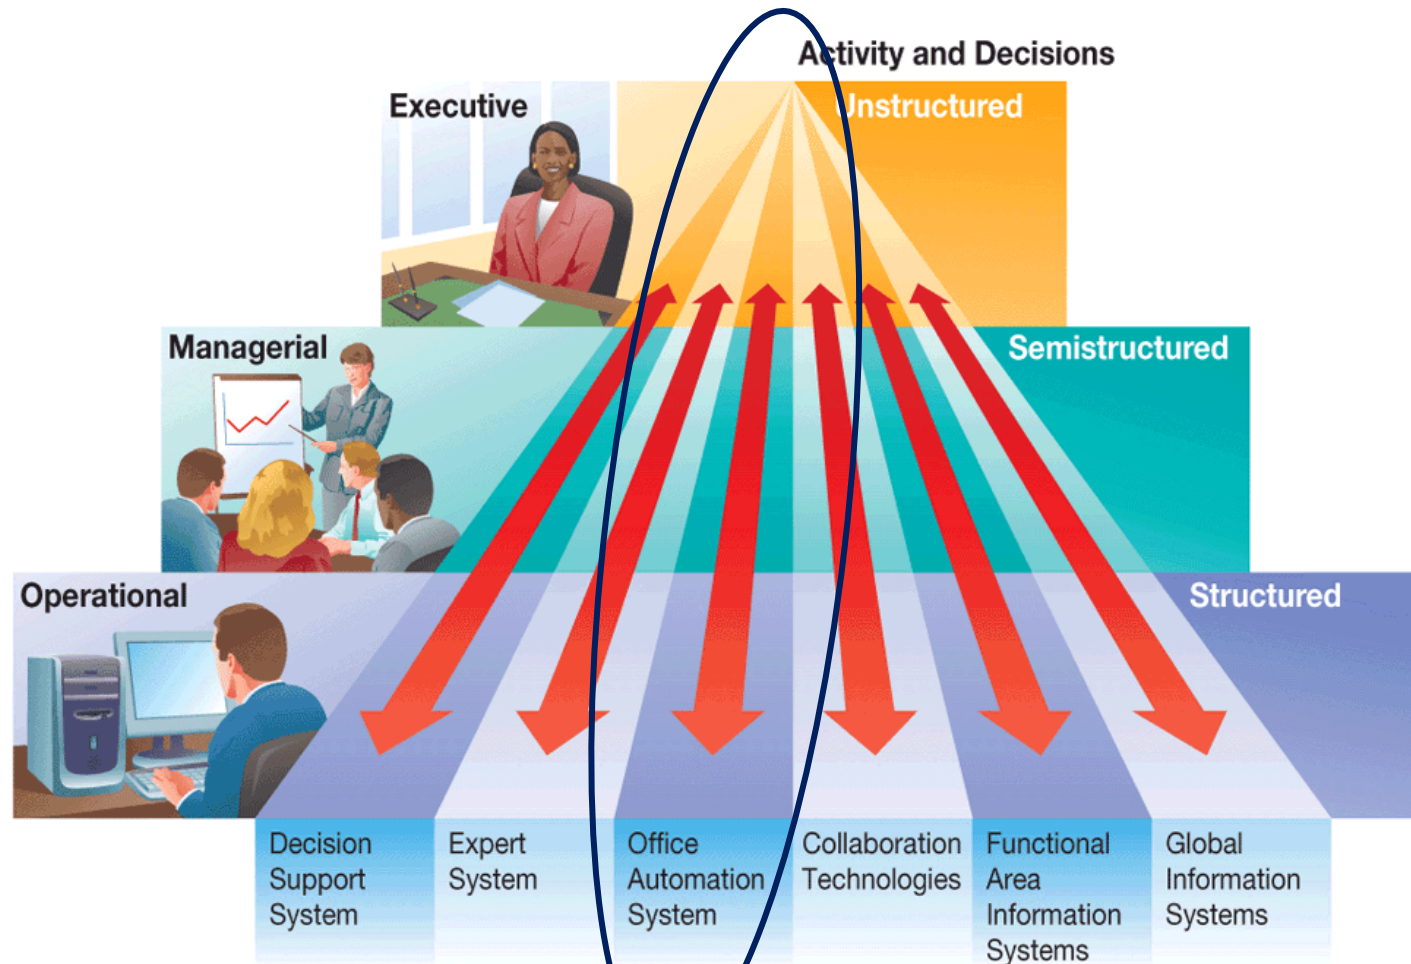 Activity and Decisions
Executive
Unstructured
Managerial
Semistructured
Operational
Structured
Decision
Support
System
Expert
System
Office
Automation
System
Collaboration
Technologies
Functional
Area
Information
Systems
Global
Information
Systems